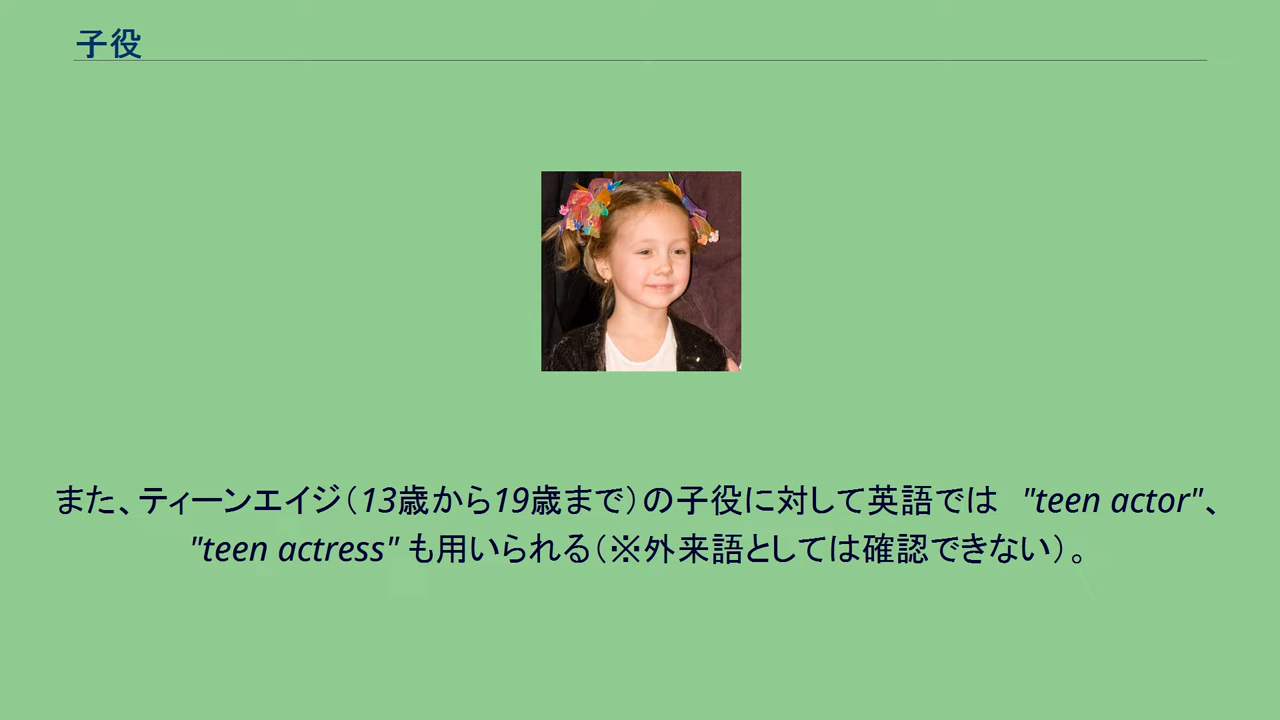 子役
また、ティーンエイジ（13歳から19歳まで）の子役に対して英語では "teen actor"、
"teen actress" も用いられる（※外来語としては確認できない）。